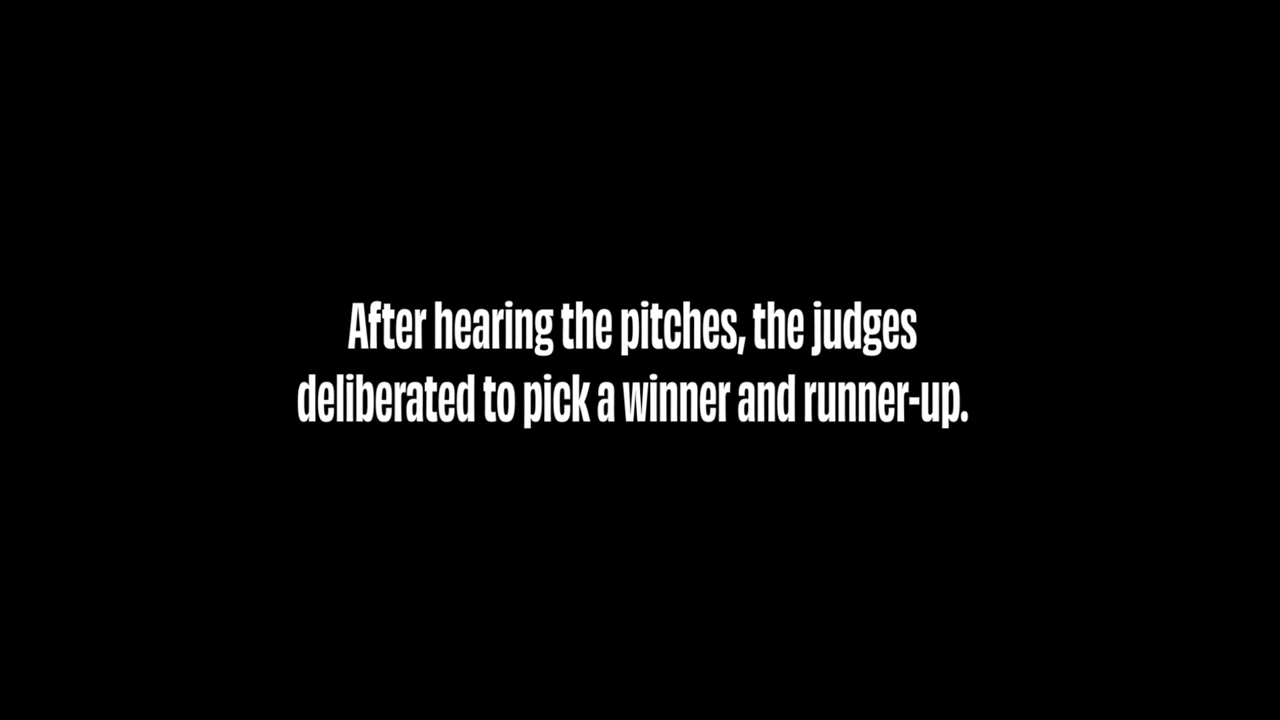 After hearing the pitches, the judges
deliberated to pick a winner and runner-up.